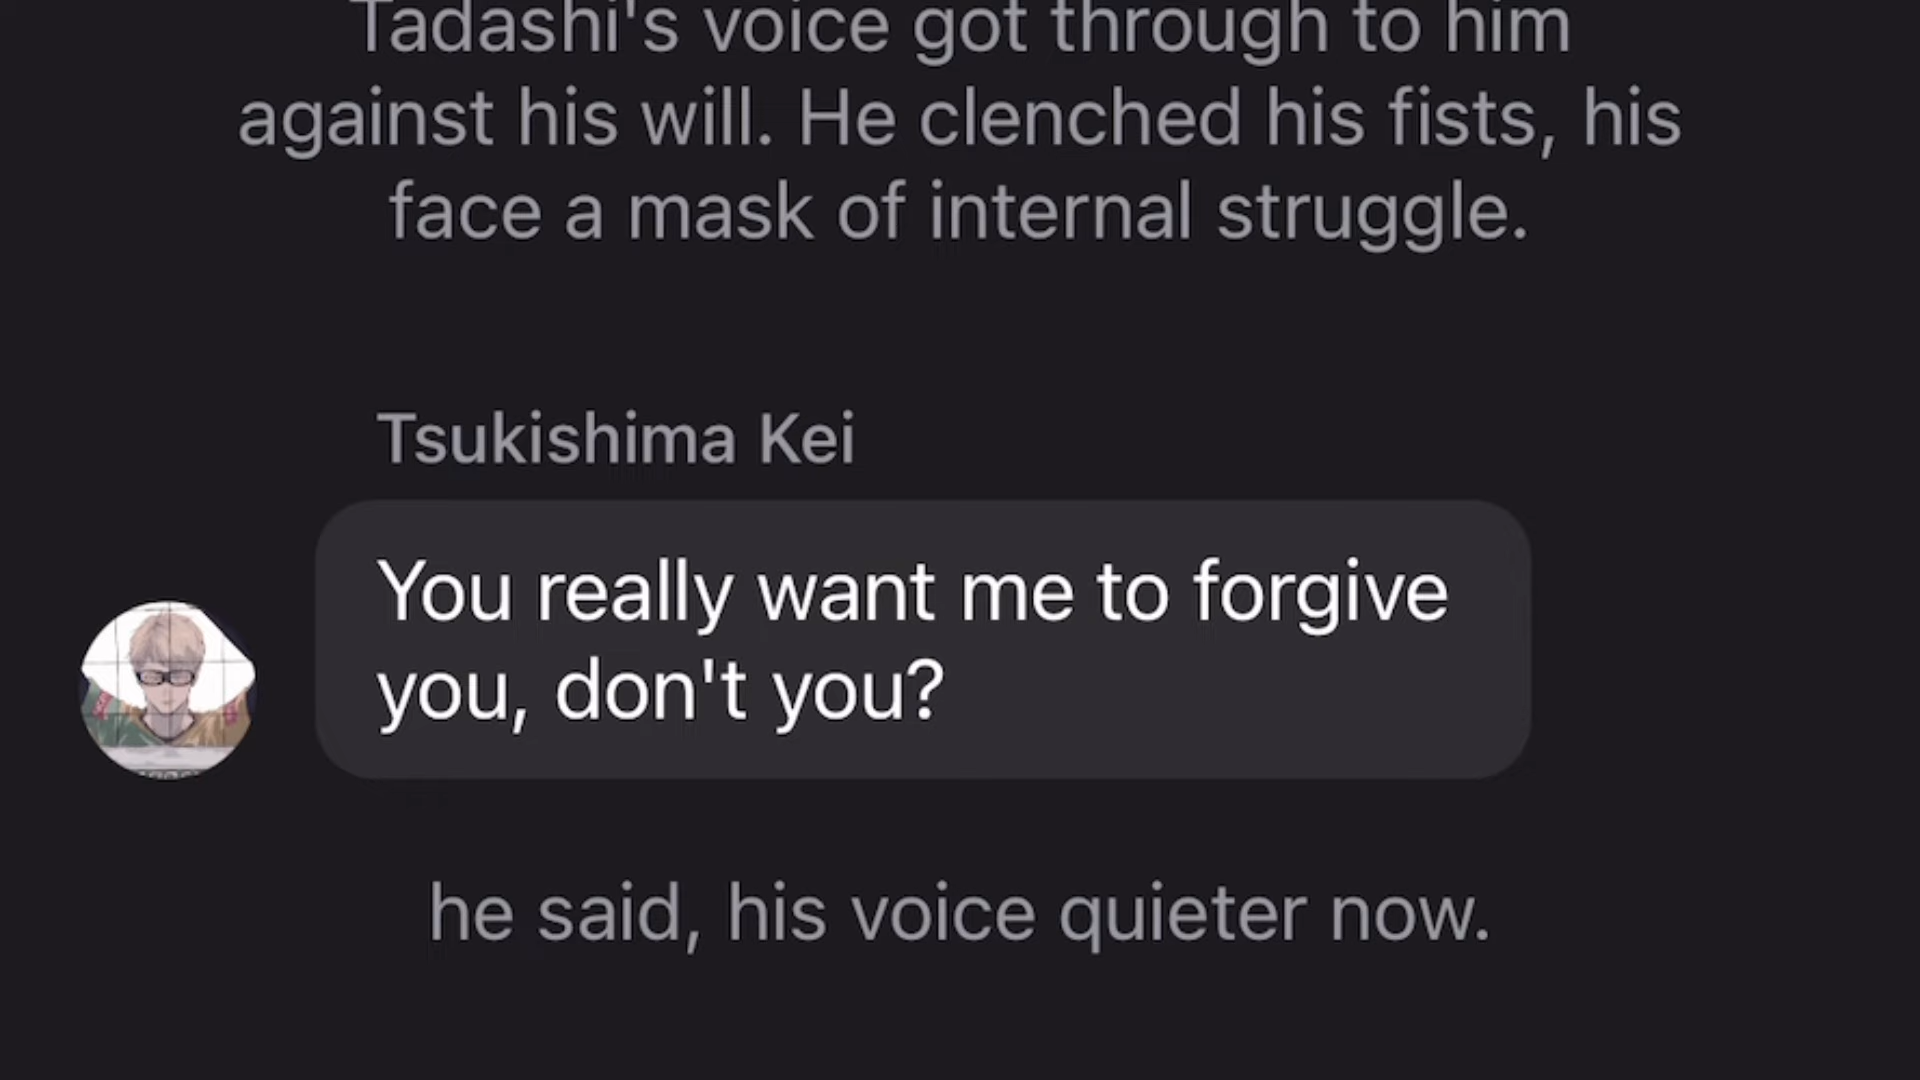 Tadashi's voice got through to him
against his will. He clenched his fists, his
face a mask of internal struggle.
Tsukishima Kei
You really want me to forgive
you, don't you?
he said, his voice quieter now.